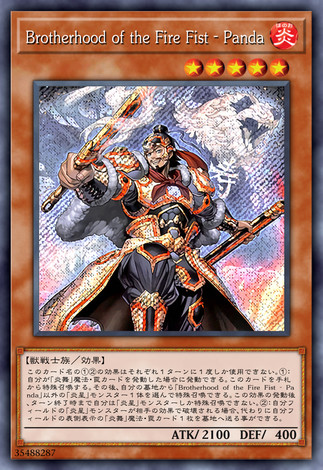 Brotherhood of the Fire Fist - Panda
炎
【獣戦士族／効果】
このカード名の①②の効果はそれぞれ１ターンに１度しか使用できない。①：
自分が「炎舞」魔法・罠カードを発動した場合に発動できる。このカードを手札
から特殊召喚する。その後、自分の墓地から「Brotherhood of the Fire Fist - Pa
nda」以外の「炎星」モンスター１体を選んで特殊召喚できる。この効果の発動後
、ターン終了時まで自分は「炎星」モンスターしか特殊召喚できない。②：自分フ
ィールドの「炎星」モンスターが相手の効果で破壊される場合、代わりに自分フ
ィールドの表側表示の「炎舞」魔法・罠カード１枚を墓地へ送る事ができる。
ATK/ 2100 DEF/ 400
35488287